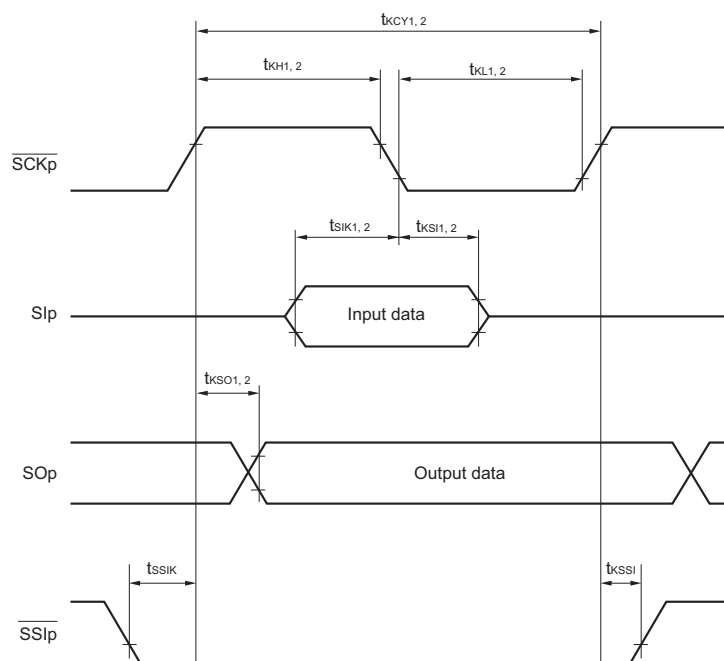 tKCY1, 2
tKH1, 2
tKL1, 2
SCKp
tSIK1, 2
tKSI1, 2
SIp
Input data
tKSO1, 2
SOp
Output data
tSSIK
tKSSI
SSIp